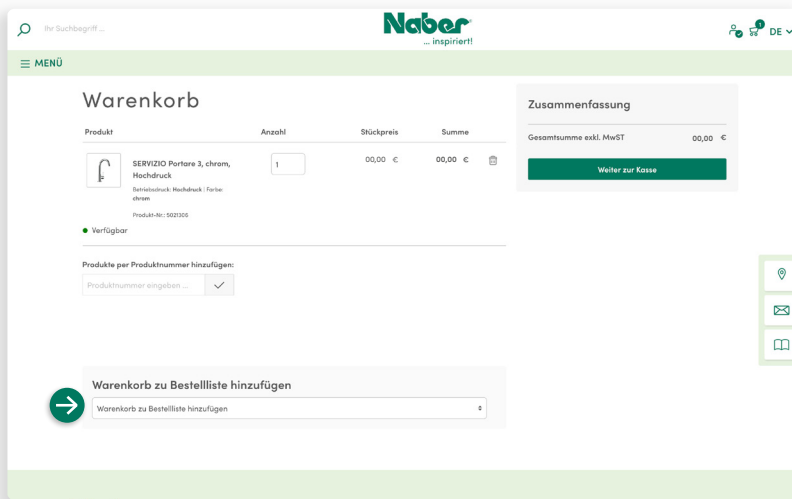 Ihr Suchbegriff ...
Naber
... inspiriert!
1
DE
MENÜ
Warenkorb
Produkt Anzahl Stückpreis Summe
SERVIZIO Portare 3, chrom,
Hochdruck
1
00,00 €
00,00 €
Betriebsdruck: Hochdruck | Farbe:
chrom
Produkt-Nr.: 5021305
Verfügbar
Produkte per Produktnummer hinzufügen:
Produktnummer eingeben ...
Warenkorb zu Bestellliste hinzufügen
Warenkorb zu Bestellliste hinzufügen
Zusammenfassung
Gesamtsumme exkl. MwST 00,00 €
Weiter zur Kasse